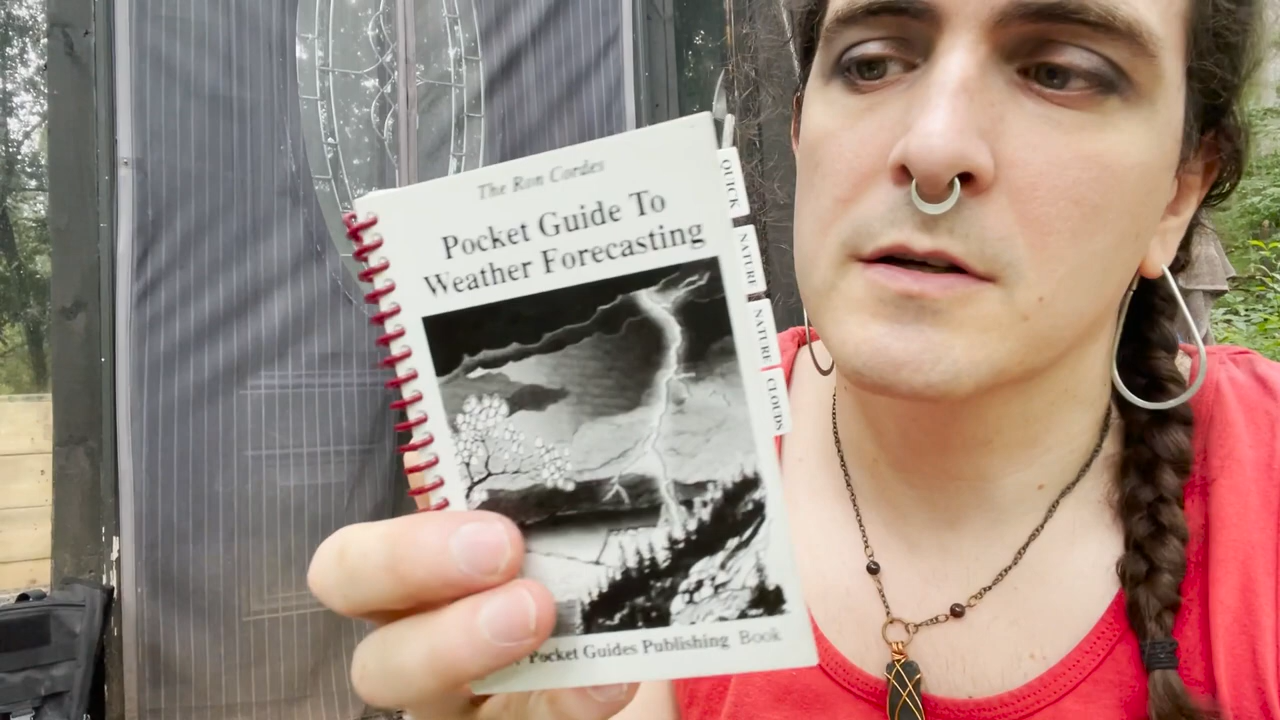 The Ron Cordes
Pocket Guide To
Weather Forecasting
Pocket Guides Publishing Book
QUICK
NATURE
NATURE
CLOUDS